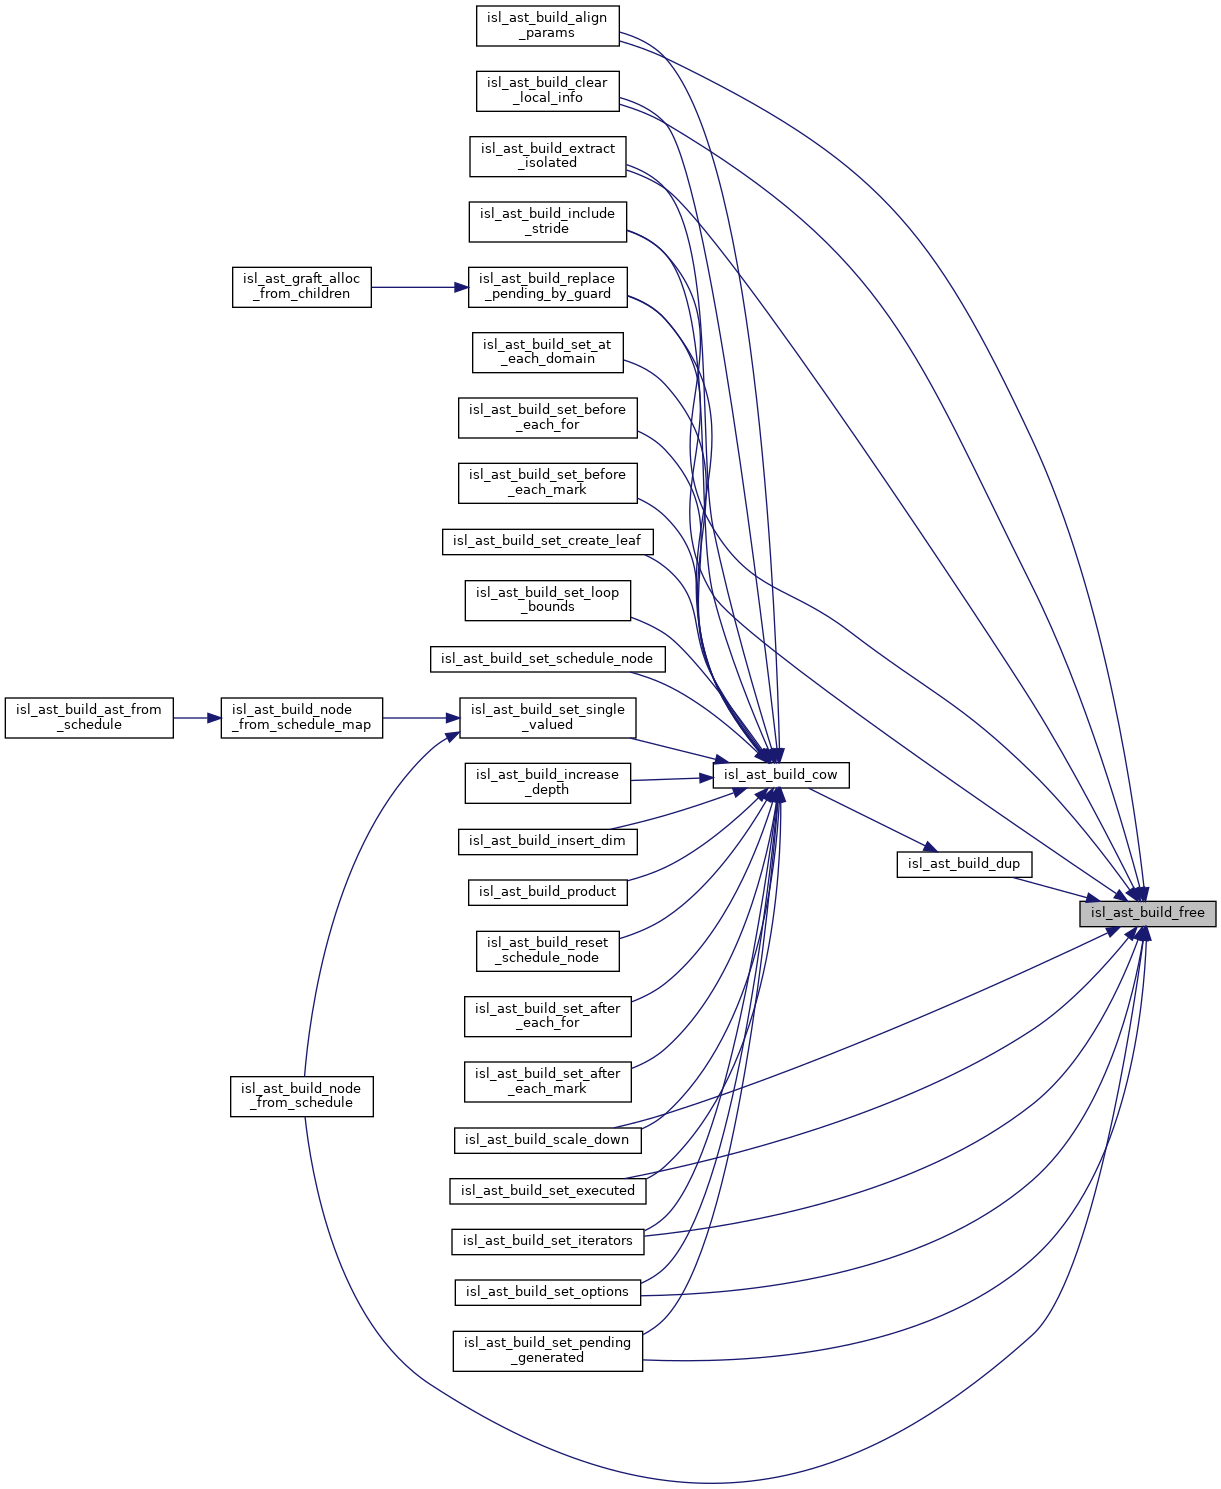 isl_ast_build_align
_params
isl_ast_build_clear
_local_info
isl_ast_build_extract
_isolated
isl_ast_build_include
_stride
isl_ast_graft_alloc
_from_children
isl_ast_build_replace
_pending_by_guard
isl_ast_build_set_at
_each_domain
isl_ast_build_set_before
_each_for
isl_ast_build_set_before
_each_mark
isl_ast_build_set_create_leaf
isl_ast_build_set_loop
_bounds
isl_ast_build_set_schedule_node
isl_ast_build_ast_from
_schedule
isl_ast_build_node
_from_schedule_map
isl_ast_build_set_single
_valued
isl_ast_build_increase
_depth
isl_ast_build_cow
isl_ast_build_insert_dim
isl_ast_build_dup
isl_ast_build_product
isl_ast_build_free
isl_ast_build_reset
_schedule_node
isl_ast_build_set_after
_each_for
isl_ast_build_set_after
_each_mark
isl_ast_build_node
_from_schedule
isl_ast_build_scale_down
isl_ast_build_set_executed
isl_ast_build_set_iterators
isl_ast_build_set_options
isl_ast_build_set_pending
_generated